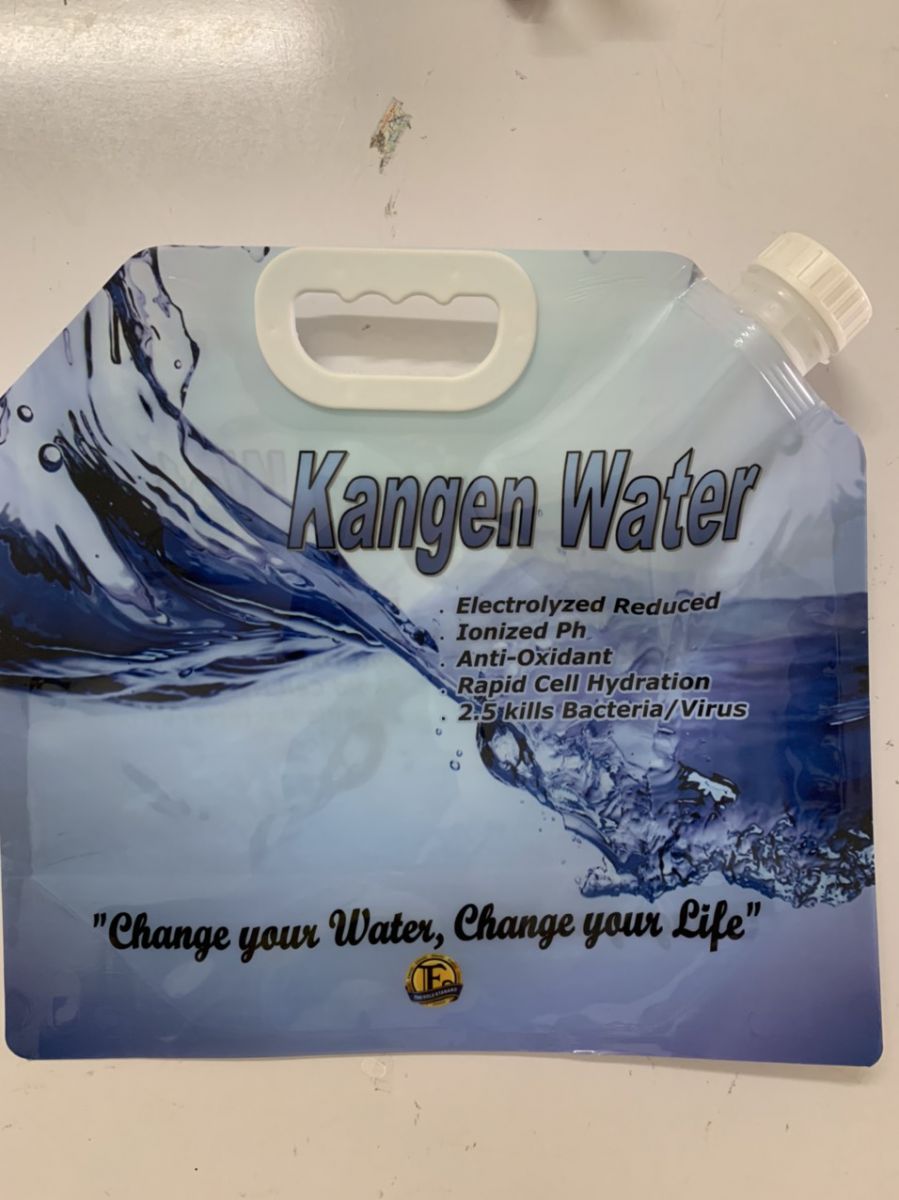 Kangen Water
. Electrolyzed Reduced
. Ionized Ph
. Anti-Oxidant
. Rapid Cell Hydration
. 2.5 kills Bacteria/Virus
"Change your Water, Change your Life"